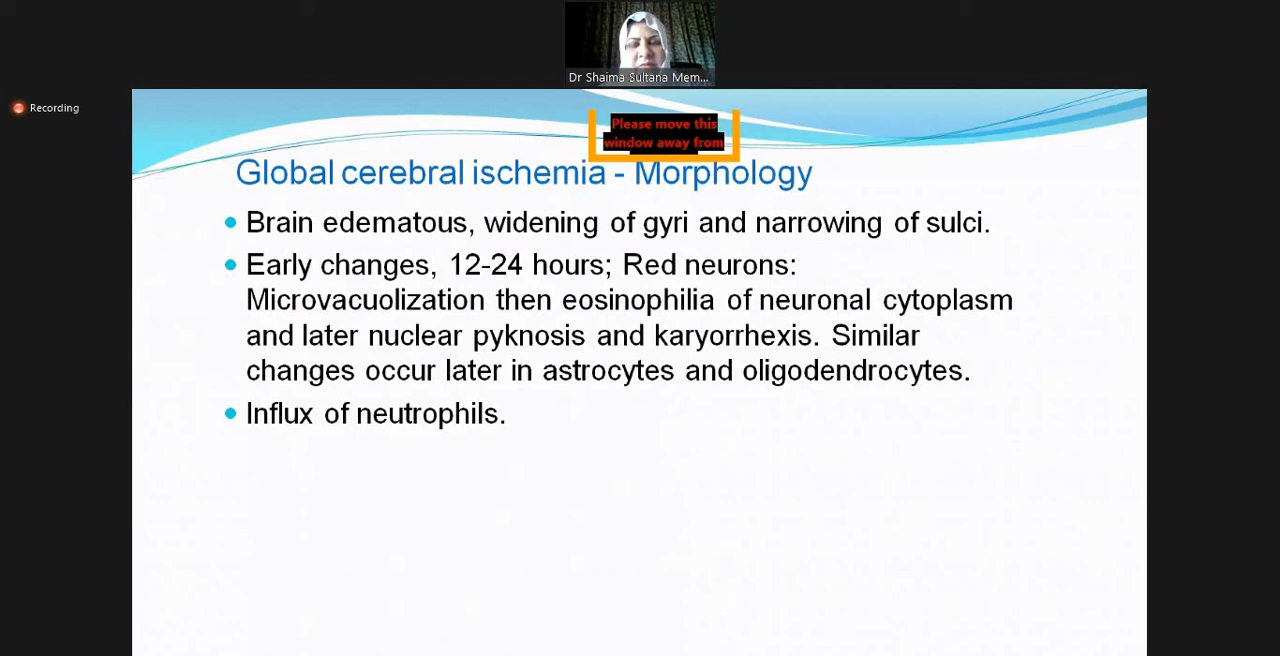 Dr Shaima Sultana Mem...
Recording
Please move this
window away from
Global cerebral ischemia - Morphology
Brain edematous, widening of gyri and narrowing of sulci.
Early changes, 12-24 hours; Red neurons:
Microvacuolization then eosinophilia of neuronal cytoplasm
and later nuclear pyknosis and karyorrhexis. Similar
changes occur later in astrocytes and oligodendrocytes.
Influx of neutrophils.